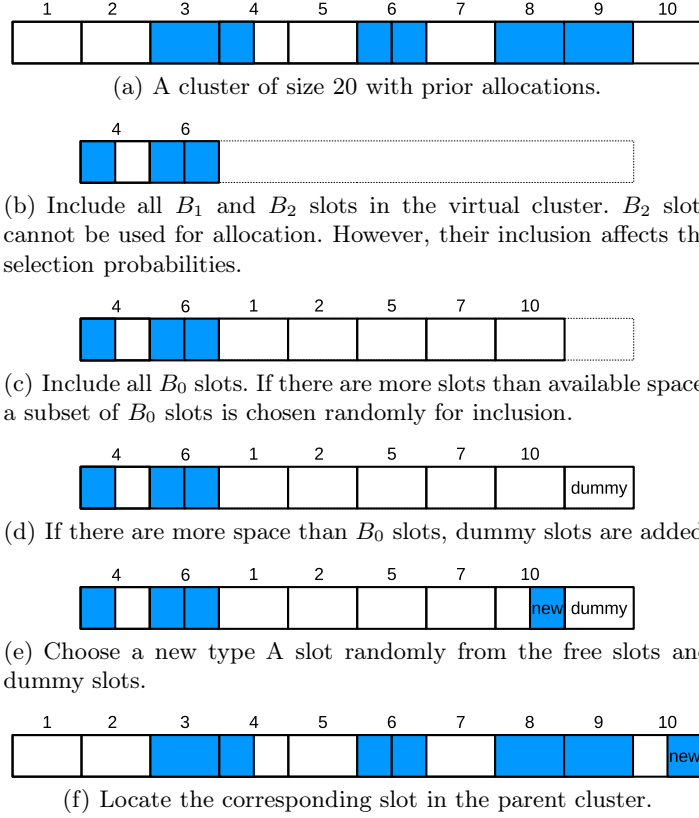 1 2 3 4 5 6 7 8 9 10
(a) A cluster of size 20 with prior allocations.
4 6
(b) Include all B1 and B2 slots in the virtual cluster. B2 slot
cannot be used for allocation. However, their inclusion affects th
selection probabilities.
4 6 1 2 5 7 10
(c) Include all B0 slots. If there are more slots than available space
a subset of B0 slots is chosen randomly for inclusion.
4 6 1 2 5 7 10
dummy
(d) If there are more space than B0 slots, dummy slots are added
4 6 1 2 5 7 10
new dummy
(e) Choose a new type A slot randomly from the free slots and
dummy slots.
1 2 3 4 5 6 7 8 9 10
new
(f) Locate the corresponding slot in the parent cluster.